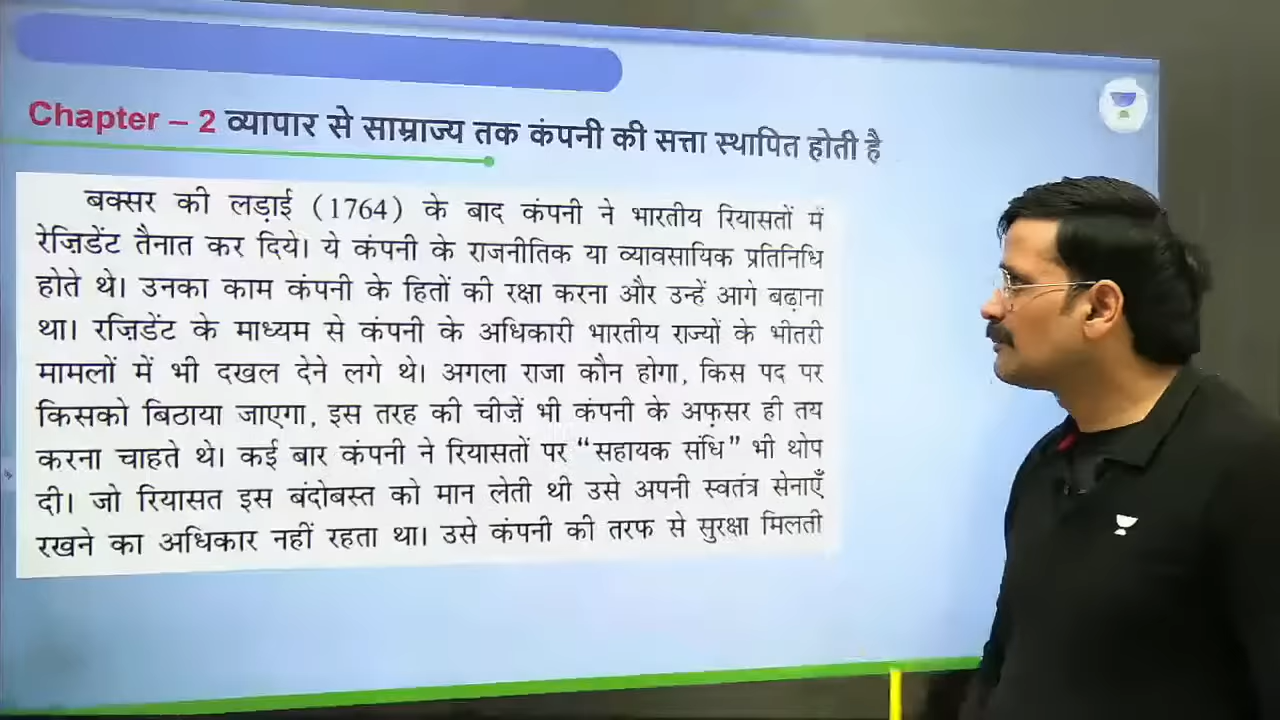 Chapter – 2 व्यापार से साम्राज्य तक कंपनी की सत्ता स्थापित होती है
बक्सर की लड़ाई (1764) के बाद कंपनी ने भारतीय रियासतों में
रेज़िडेंट तैनात कर दिये। ये कंपनी के राजनीतिक या व्यावसायिक प्रतिनिधि
होते थे। उनका काम कंपनी के हितों की रक्षा करना और उन्हें आगे बढ़ाना
था। रज़िडेंट के माध्यम से कंपनी के अधिकारी भारतीय राज्यों के भीतरी
मामलों में भी दखल देने लगे थे। अगला राजा कौन होगा, किस पद पर
किसको बिठाया जाएगा, इस तरह की चीज़ें भी कंपनी के अफ़सर ही तय
करना चाहते थे। कई बार कंपनी ने रियासतों पर “सहायक संधि” भी थोप
दी। जो रियासत इस बंदोबस्त को मान लेती थी उसे अपनी स्वतंत्र सेनाएँ
रखने का अधिकार नहीं रहता था। उसे कंपनी की तरफ से सुरक्षा मिलती